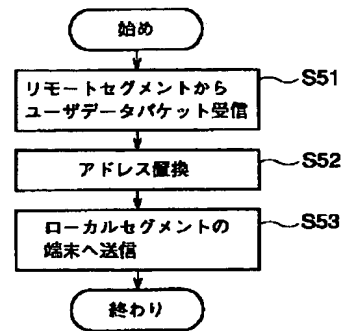 始め
リモートセグメントから
ユーザデータパケット受信
S51
アドレス置換
S52
ローカルセグメントの
端末へ送信
S53
終わり